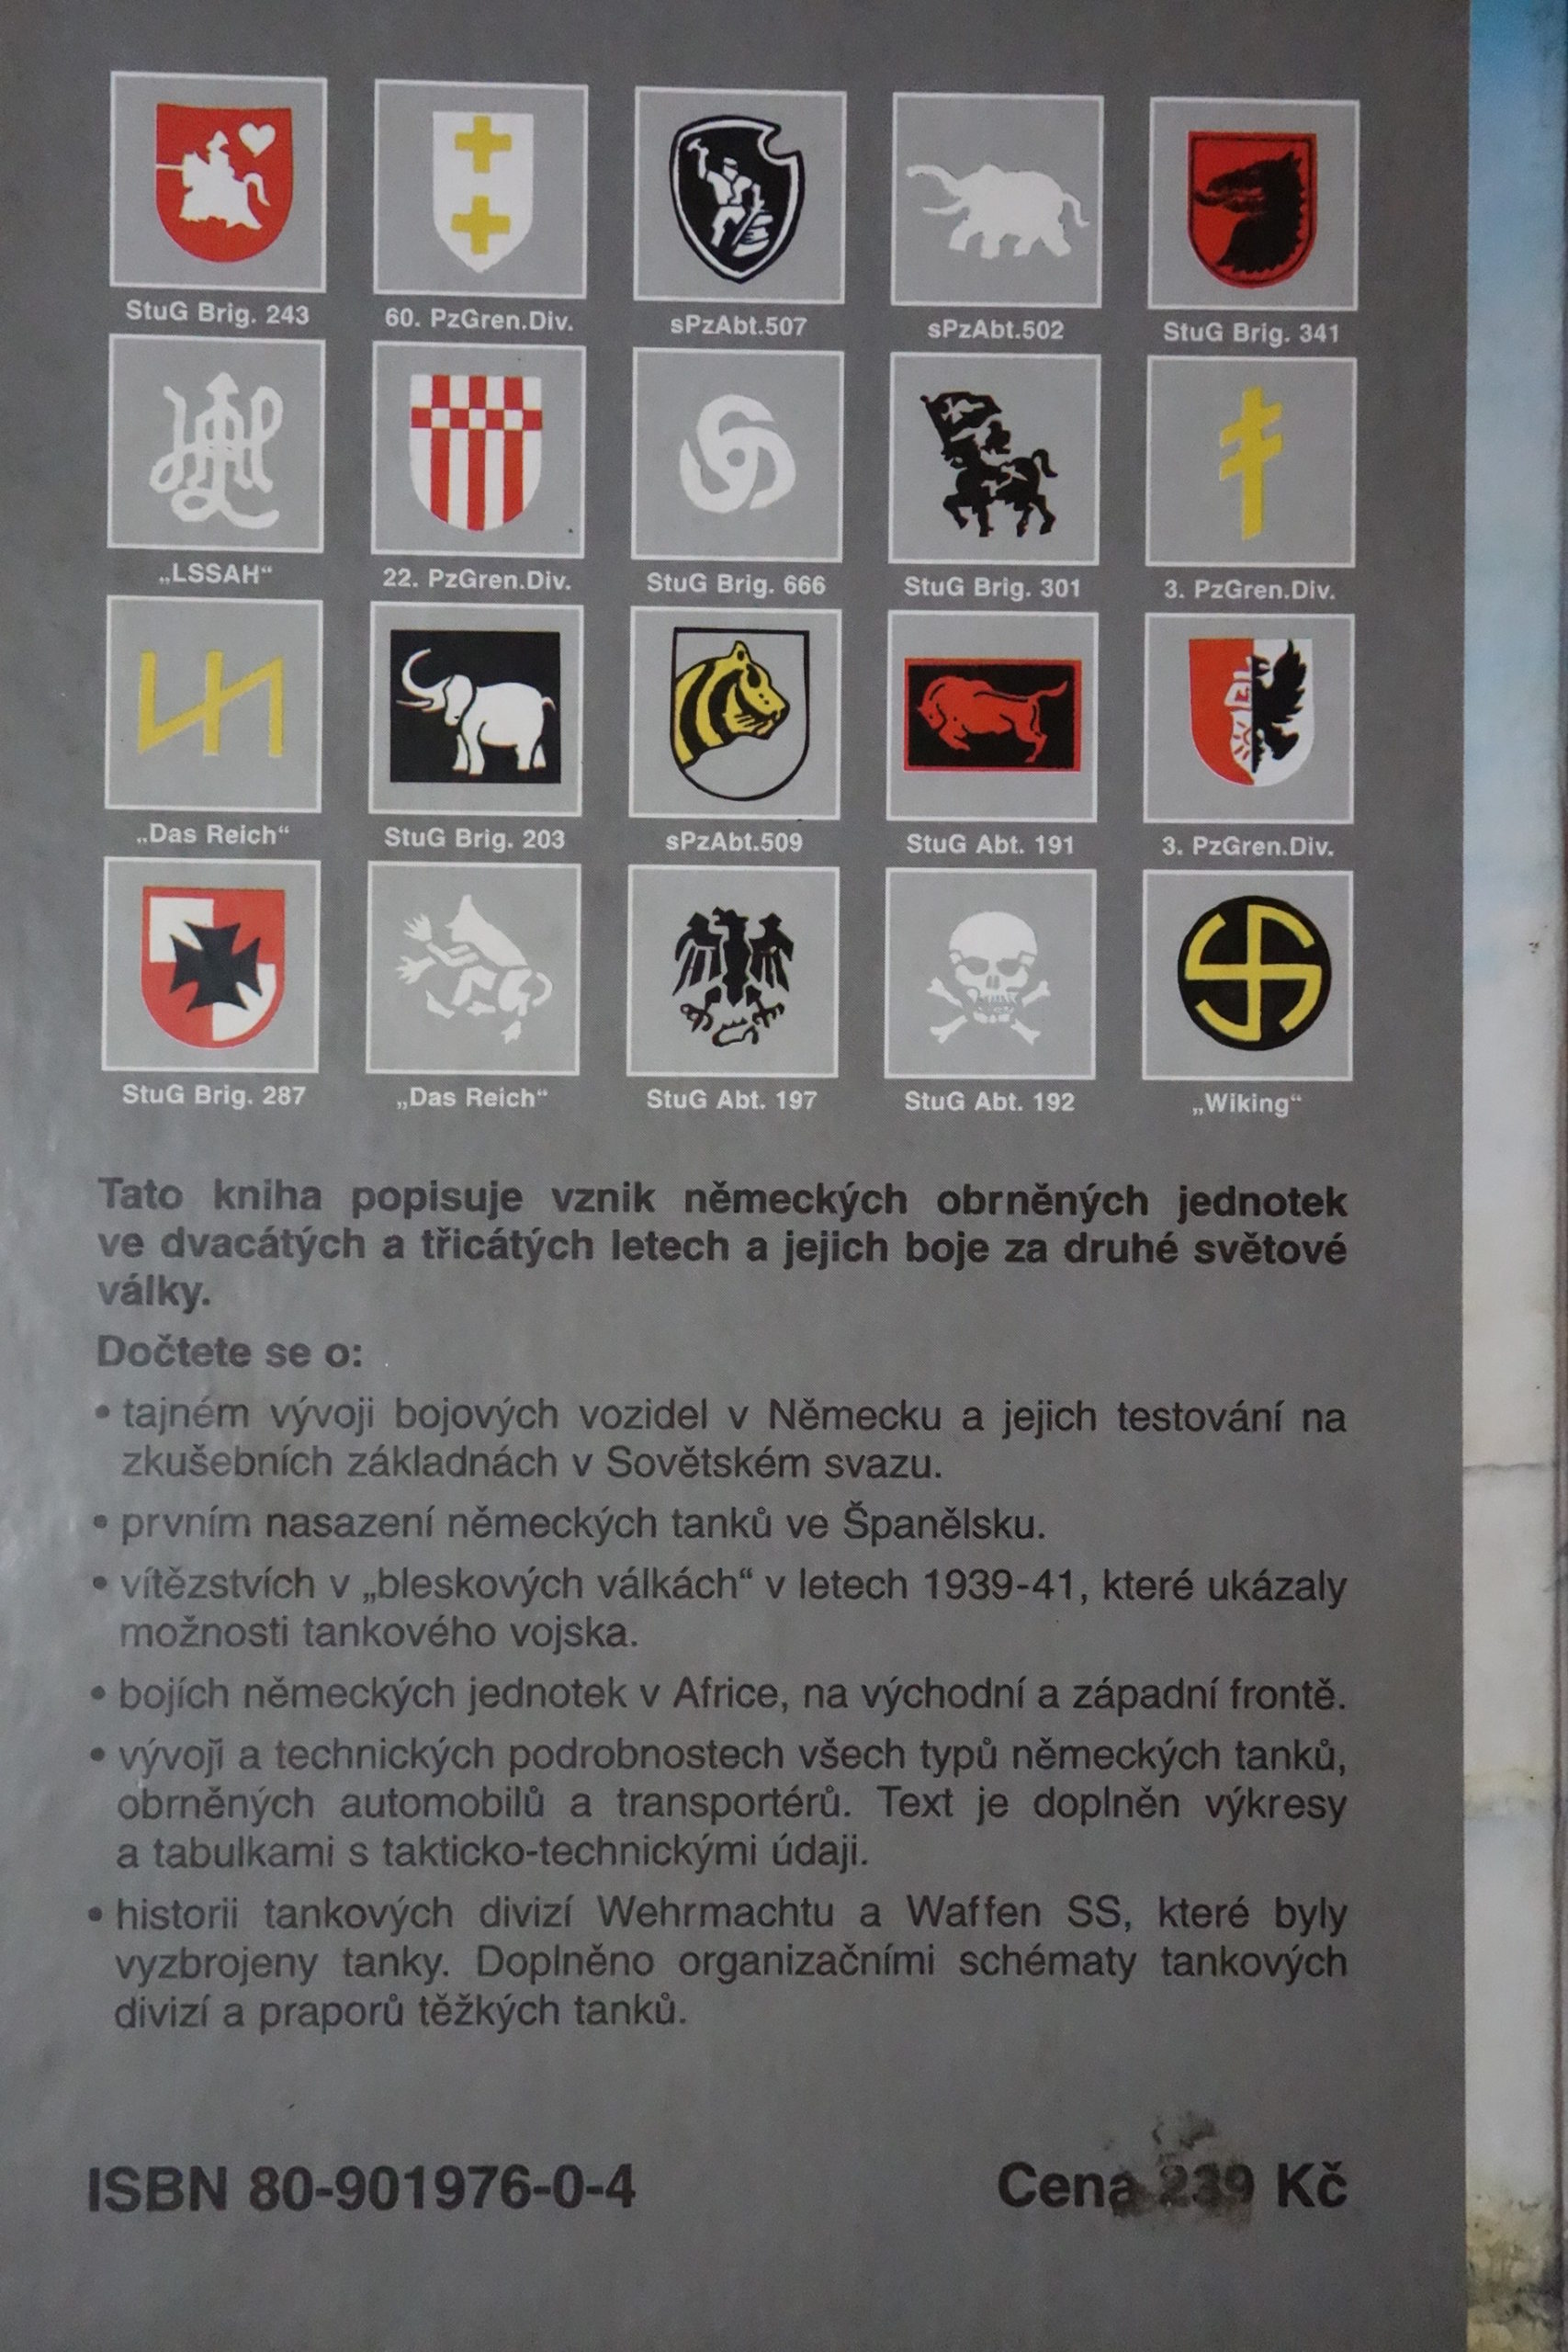 StuG Brig. 243
60. PzGren.Div.
sPzAbt.507
sPzAbt.502
StuG Brig. 341
„LSSAH“
22. PzGren.Div.
StuG Brig. 666
StuG Brig. 301
3. PzGren.Div.
„Das Reich“
StuG Brig. 203
sPzAbt.509
StuG Abt. 191
3. PzGren.Div.
StuG Brig. 287
„Das Reich“
StuG Abt. 197
StuG Abt. 192
„Wiking“
Tato kniha popisuje vznik německých obrněných jednotek
ve dvacátých a třicátých letech a jejich boje za druhé světové
války.
Dočtete se o:
• tajném vývoji bojových vozidel v Německu a jejich testování na
zkušebních základnách v Sovětském svazu.
• prvním nasazení německých tanků ve Španělsku.
• vítězstvích v „bleskových válkách“ v letech 1939-41, které ukázaly
možnosti tankového vojska.
• bojích německých jednotek v Africe, na východní a západní frontě.
• vývoji a technických podrobnostech všech typů německých tanků,
obrněných automobilů a transportérů. Text je doplněn výkresy
a tabulkami s takticko-technickými údaji.
• historii tankových divizí Wehrmachtu a Waffen SS, které byly
vyzbrojeny tanky. Doplněno organizačními schématy tankových
divizí a praporů těžkých tanků.
ISBN 80-901976-0-4
Cena 239 Kč